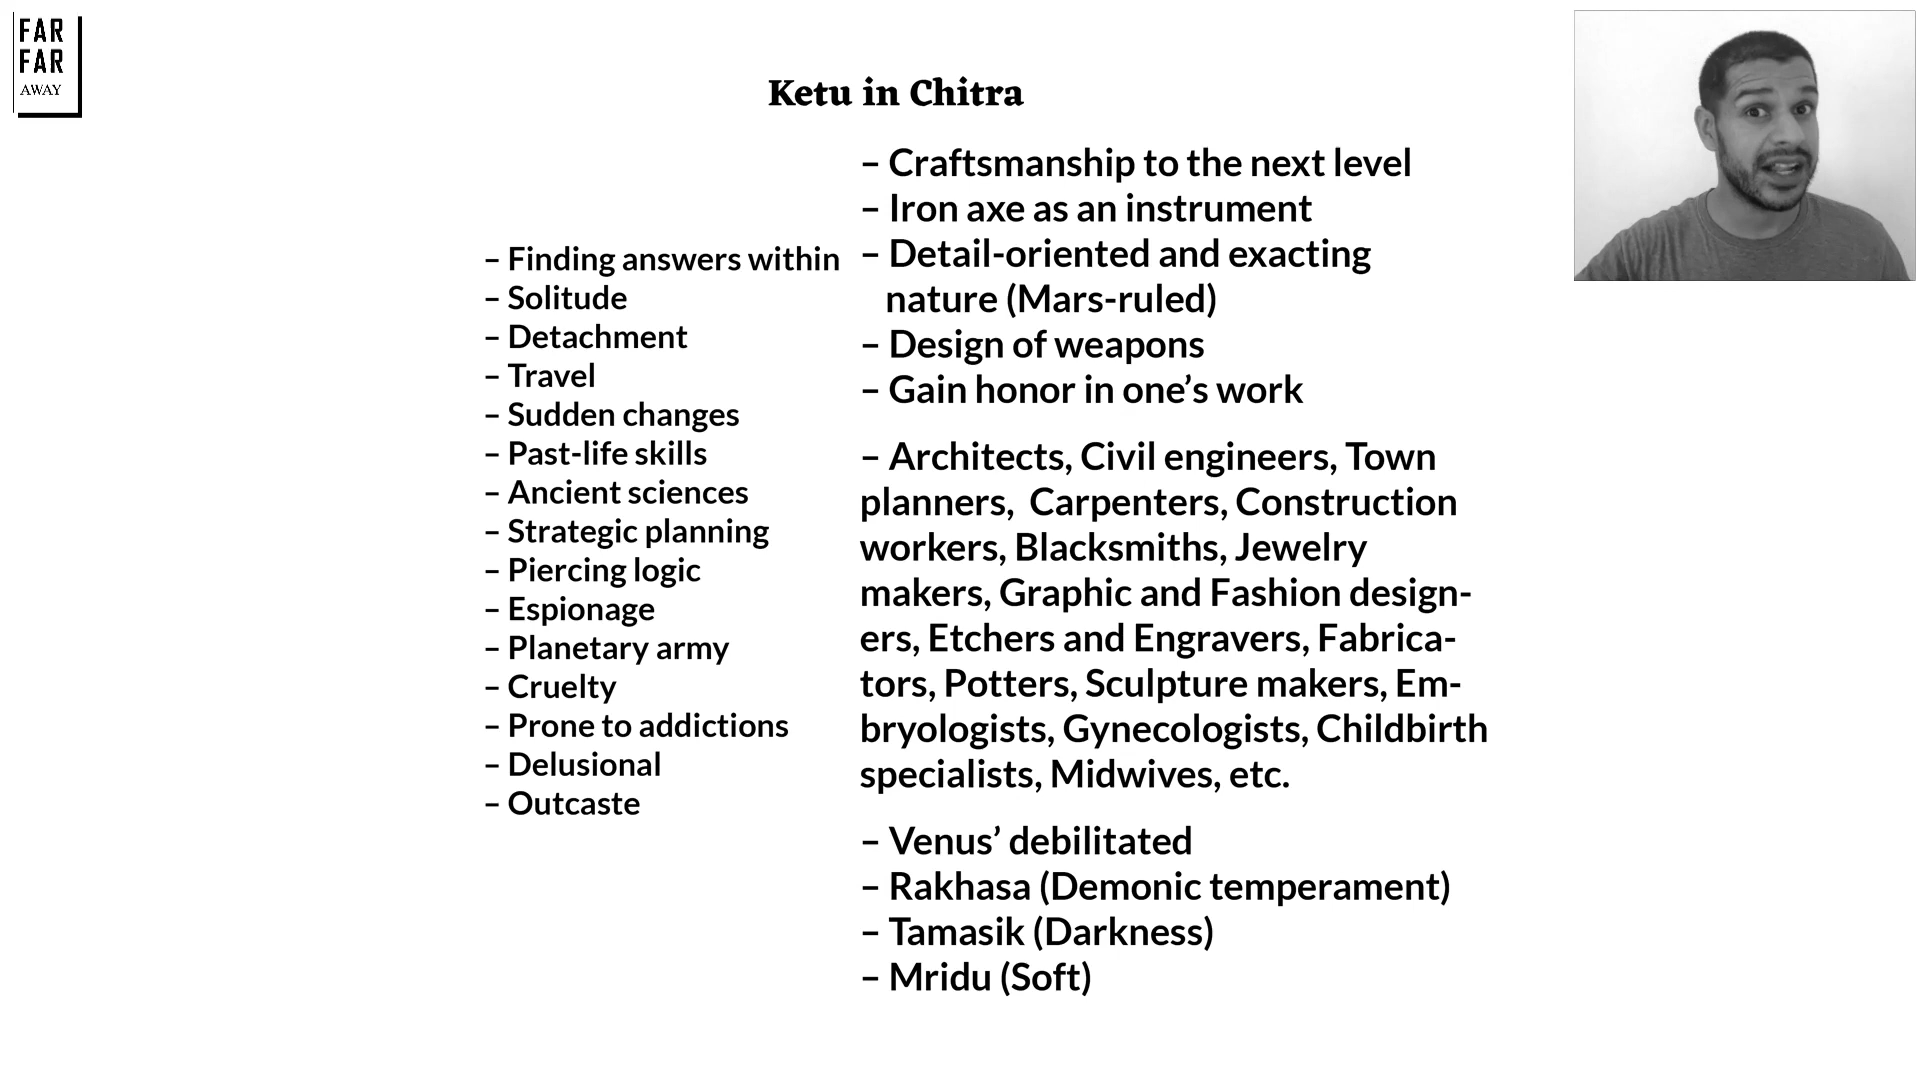 FAR
FAR
AWAY
Ketu in Chitra
– Finding answers within
– Solitude
– Detachment
– Travel
– Sudden changes
– Past-life skills
– Ancient sciences
– Strategic planning
– Piercing logic
– Espionage
– Planetary army
– Cruelty
– Prone to addictions
– Delusional
– Outcaste
– Craftsmanship to the next level
– Iron axe as an instrument
– Detail-oriented and exacting
nature (Mars-ruled)
– Design of weapons
– Gain honor in one’s work
– Architects, Civil engineers, Town
planners, Carpenters, Construction
workers, Blacksmiths, Jewelry
makers, Graphic and Fashion design-
ers, Etchers and Engravers, Fabrica-
tors, Potters, Sculpture makers, Em-
bryologists, Gynecologists, Childbirth
specialists, Midwives, etc.
– Venus’ debilitated
– Rakhasa (Demonic temperament)
– Tamasik (Darkness)
– Mridu (Soft)